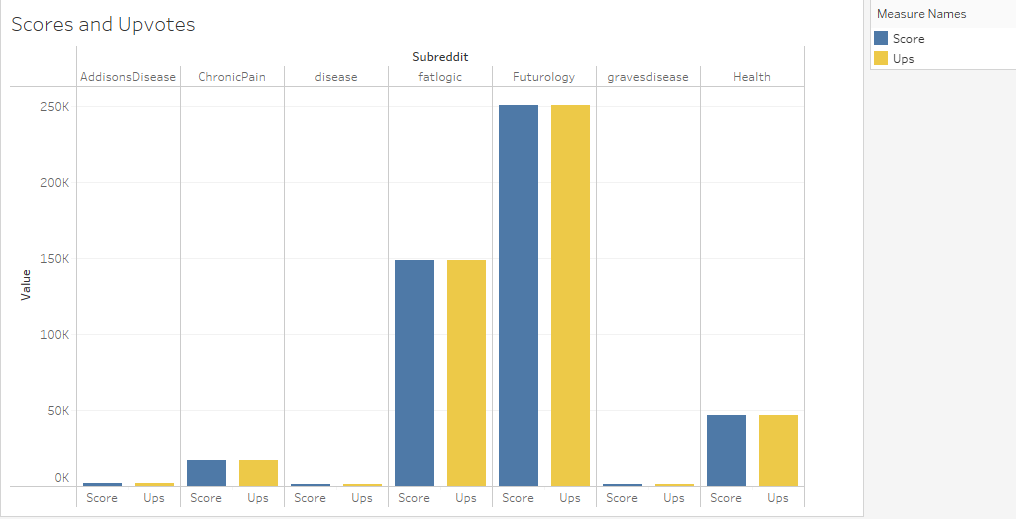 Scores and Upvotes
Measure Names
Score
Ups
Subreddit
AddisonsDisease ChronicPain disease fatlogic Futurology gravesdisease Health
250K
200K
150K
100K
50K
0K
Value
Score Ups Score Ups Score Ups Score Ups Score Ups Score Ups Score Ups